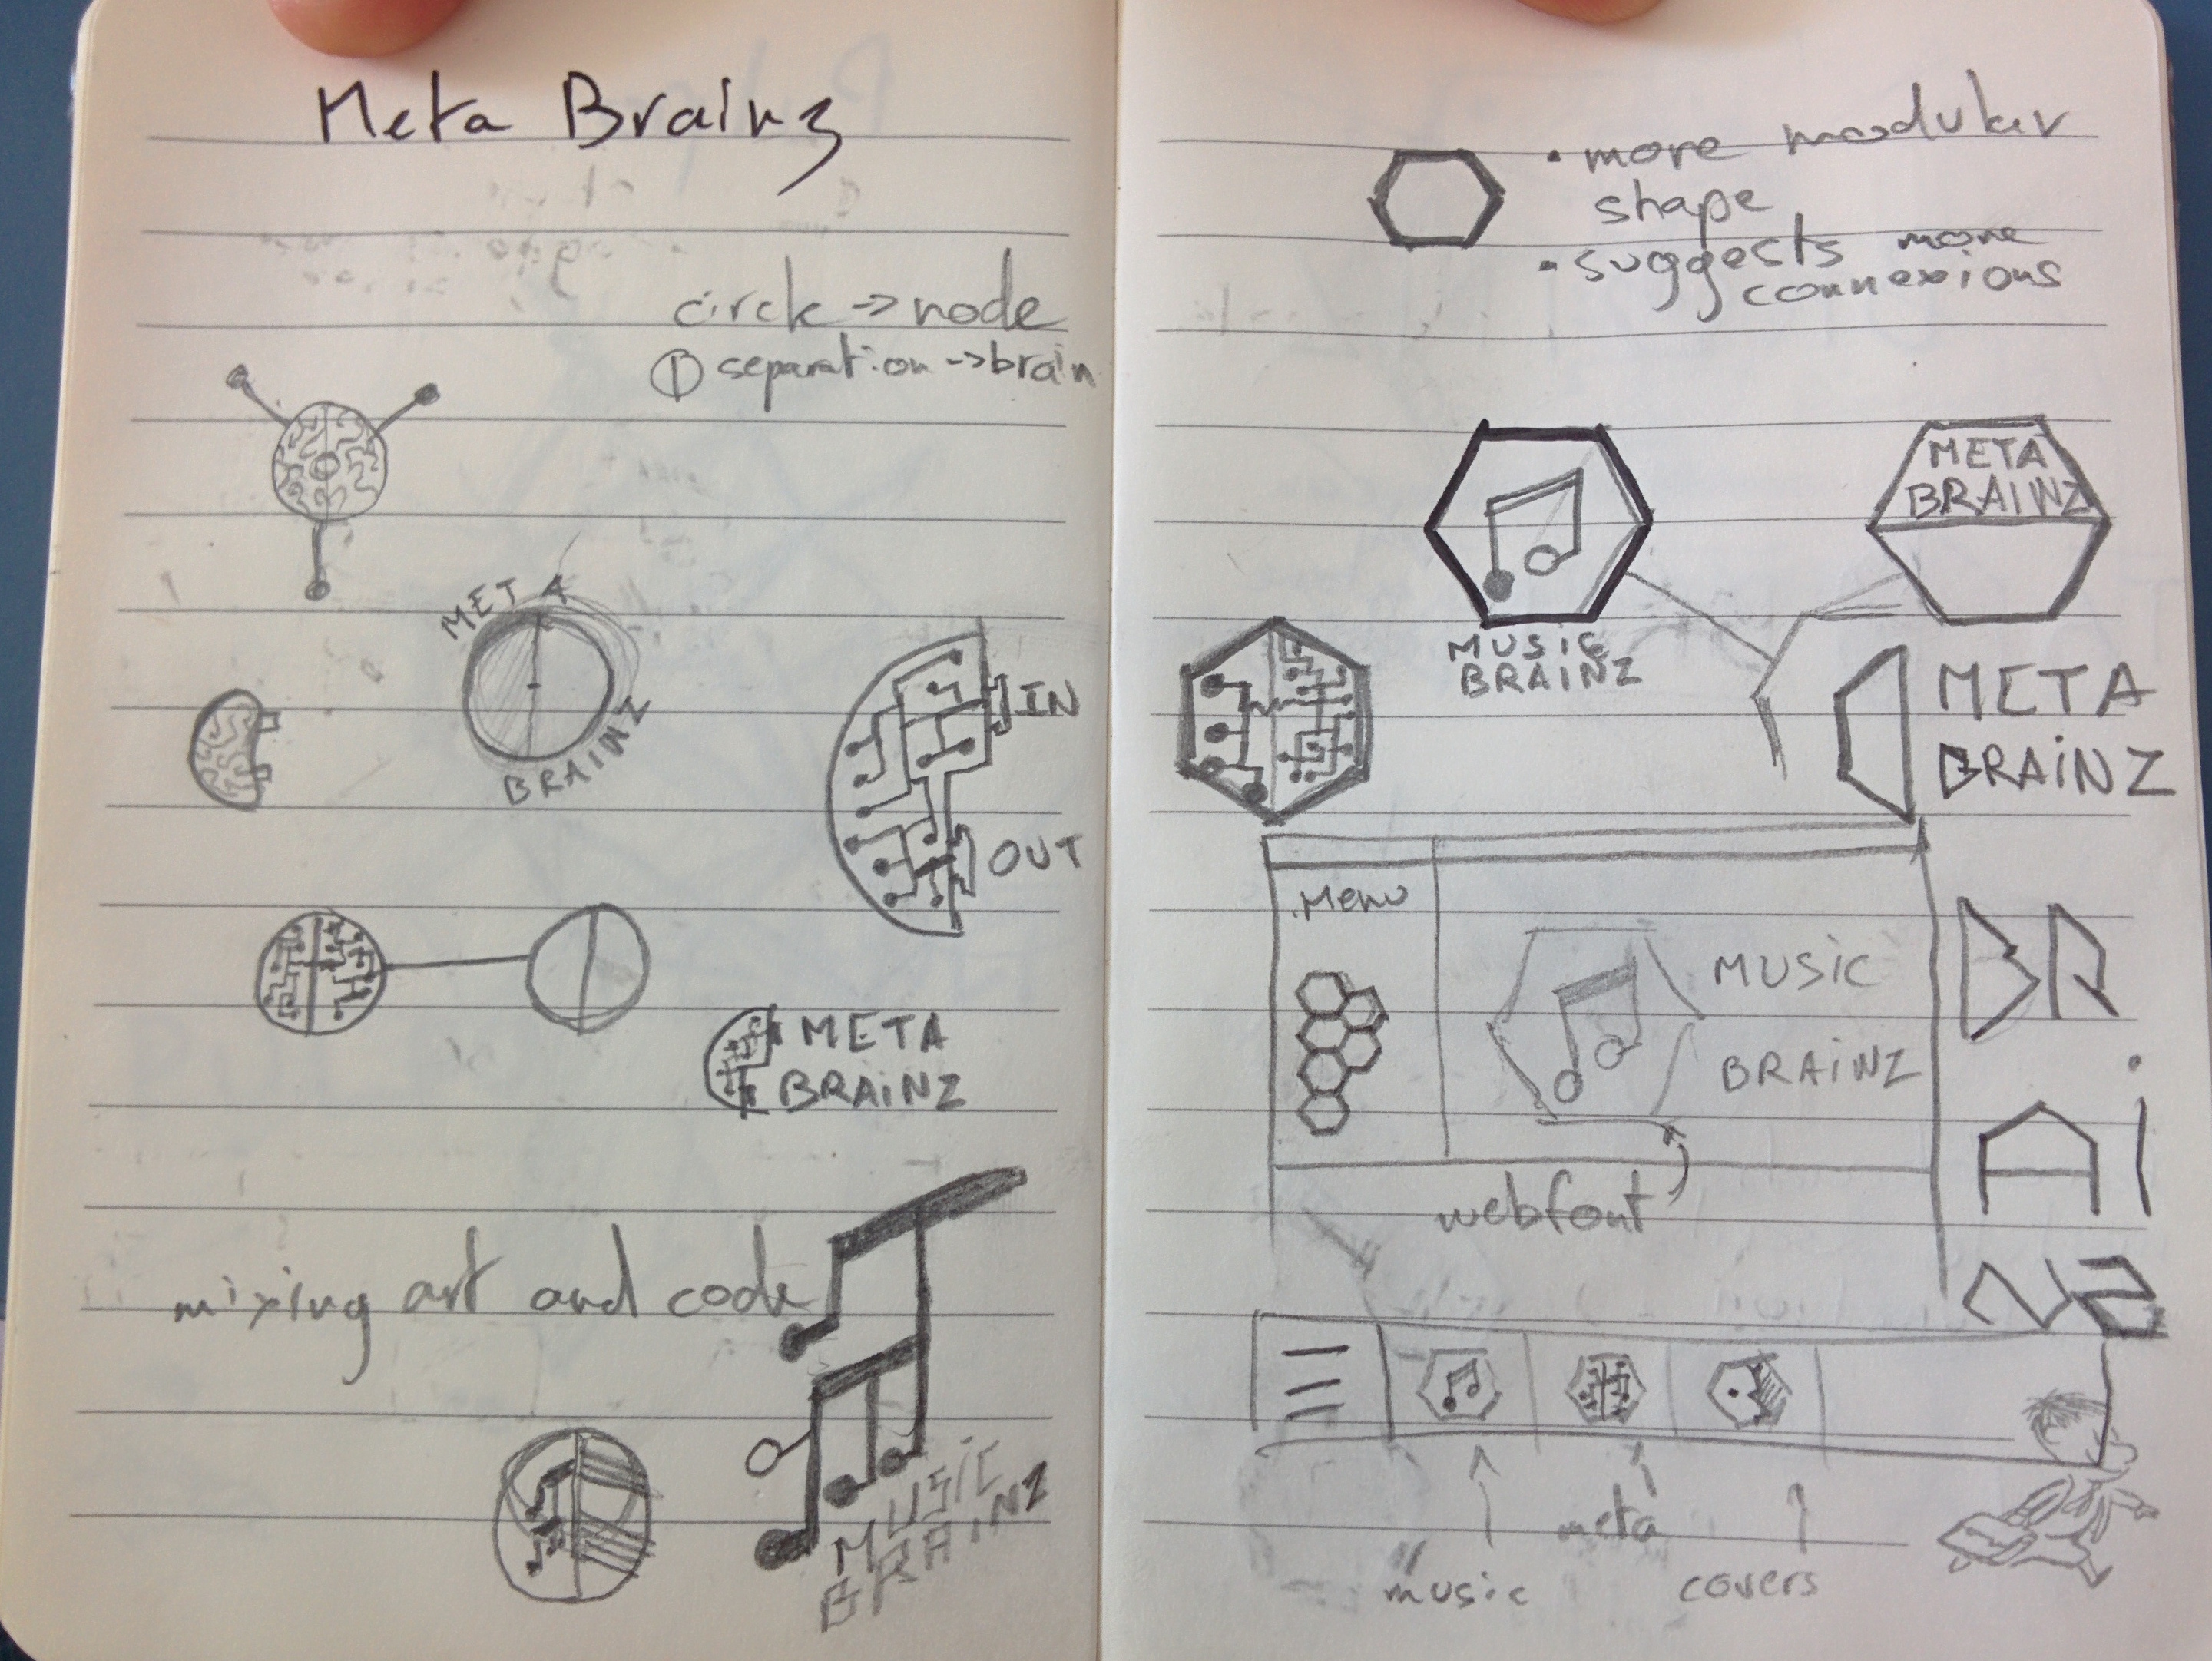 Meta Brainz
circle -> node
separation -> brain
META
BRAINZ
IN
OUT
META
BRAiNZ
mixing art and code
MUSIC
BRAINZ
• more modular
shape
• suggests more
connexions
META
BRAINZ
MUSIC
BRAINZ
META
BRAiNZ
Menu
MUSiC
BRAiNZ
webfont
BR
Ai
NZ
music
meta
covers